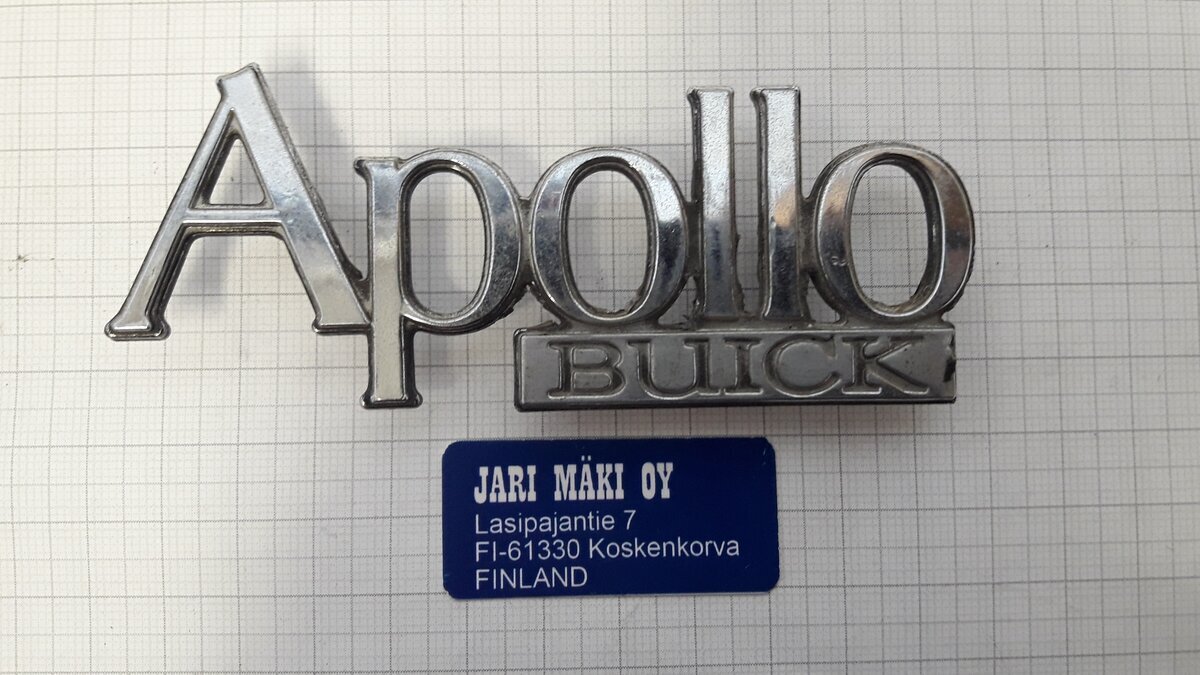 Apollo
BUICK
JARI MÄKI OY
Lasipajantie 7
FI-61330 Koskenkorva
FINLAND